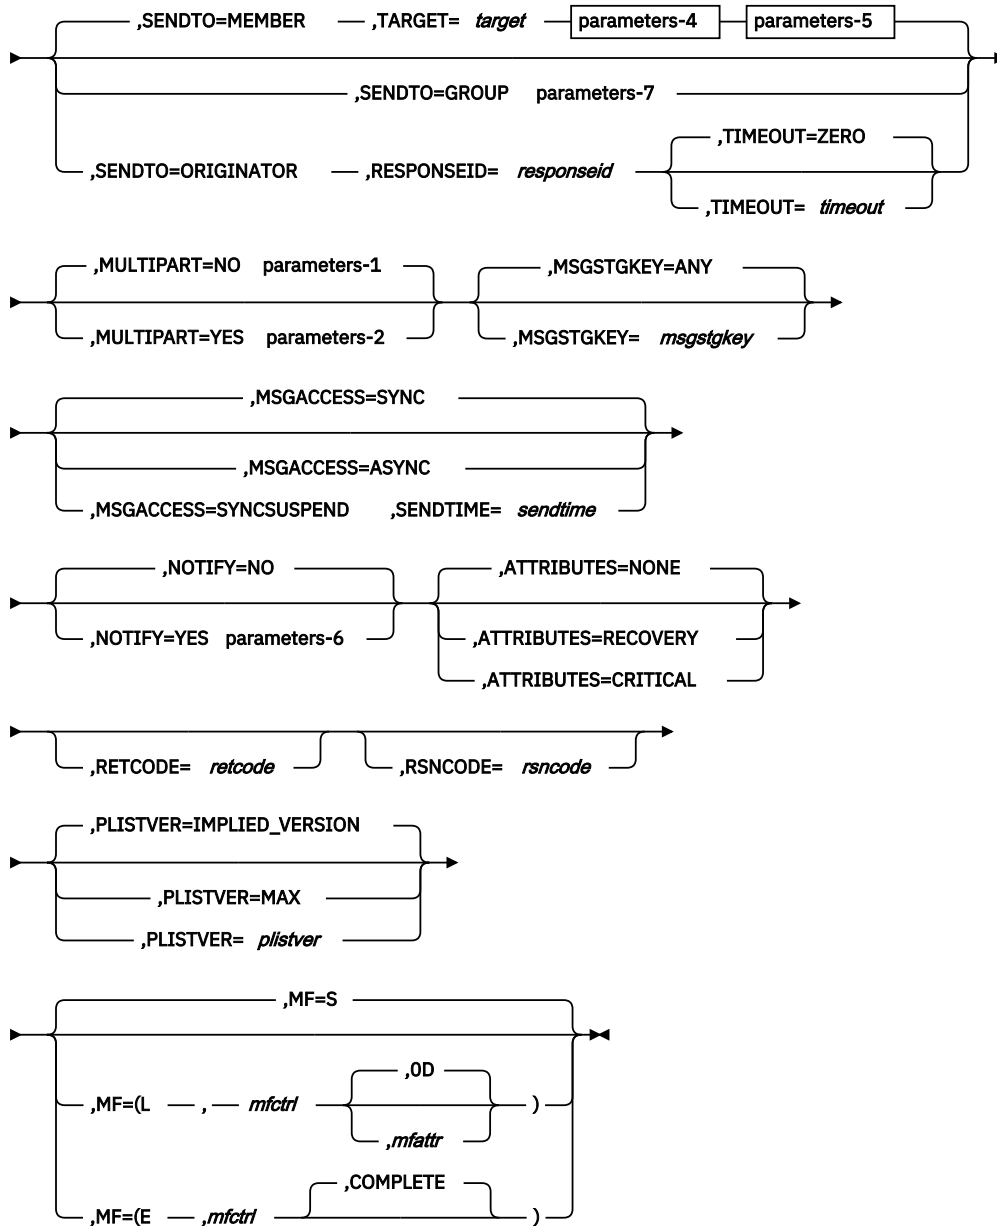 ,SENDTO=MEMBER ,TARGET= target parameters-4 parameters-5
,SENDTO=GROUP parameters-7
,TIMEOUT=ZERO
,SENDTO=ORIGINATOR ,RESPONSEID= responseid
,TIMEOUT= timeout
,MULTIPART=NO parameters-1 ,MSGSTGKEY=ANY
,MULTIPART=YES parameters-2 ,MSGSTGKEY= msgstgkey
,MSGACCESS=SYNC
,MSGACCESS=ASYNC
,MSGACCESS=SYNCSUSPEND ,SENDTIME= sendtime
,NOTIFY=NO ,ATTRIBUTES=NONE
,NOTIFY=YES parameters-6 ,ATTRIBUTES=RECOVERY
,ATTRIBUTES=CRITICAL
,RETCODE= retcode ,RSNCODE= rsncode
,PLISTVER=IMPLIED_VERSION
,PLISTVER=MAX
,PLISTVER= plistver
,MF=S
,0D
,MF=(L , mfctrl )
,mfattr
,COMPLETE
,MF=(E ,mfctrl )